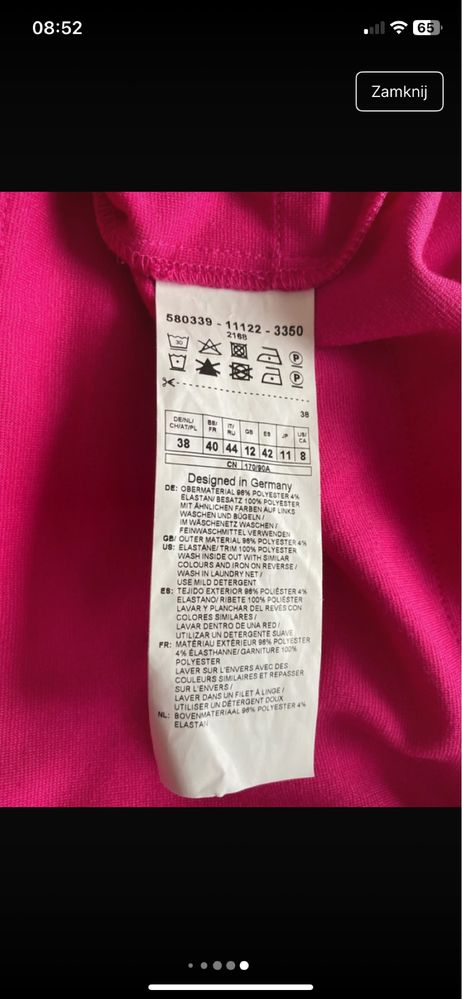 08:52
65
Zamknij
580339 - 11122 - 3350
2168
30
P
P
38
DE/NL/ CH/AT/PL BE/ FR IT/ RU GB ES JP US/ CA
38 40 44 12 42 11 8
CN 170/90A
Designed in Germany
DE: OBERMATERIAL 96% POLYESTER 4%
ELASTAN/ BESATZ 100% POLYESTER
MIT ÄHNLICHEN FARBEN AUF LINKS
WASCHEN UND BÜGELN /
IM WÄSCHENETZ WASCHEN /
FEINWASCHMITTEL VERWENDEN
GB/ OUTER MATERIAL 96% POLYESTER 4%
US: ELASTANE/ TRIM 100% POLYESTER
WASH INSIDE OUT WITH SIMILAR
COLOURS AND IRON ON REVERSE /
WASH IN LAUNDRY NET /
USE MILD DETERGENT
ES: TEJIDO EXTERIOR 96% POLIÉSTER 4%
ELASTANO/ RIBETE 100% POLIÉSTER
LAVAR Y PLANCHAR DEL REVÉS CON
COLORES SIMILARES /
LAVAR DENTRO DE UNA RED /
UTILIZAR UN DETERGENTE SUAVE
FR: MATÉRIAU EXTÉRIEUR 96% POLYESTER
4% ÉLASTHANNE/ GARNITURE 100%
POLYESTER
LAVER SUR L'ENVERS AVEC DES
COULEURS SIMILAIRES ET REPASSER
SUR L'ENVERS /
LAVER DANS UN FILET À LINGE /
UTILISER UN DÉTERGENT DOUX
NL: BOVENMATERIAAL 96% POLYESTER 4%
ELASTAN